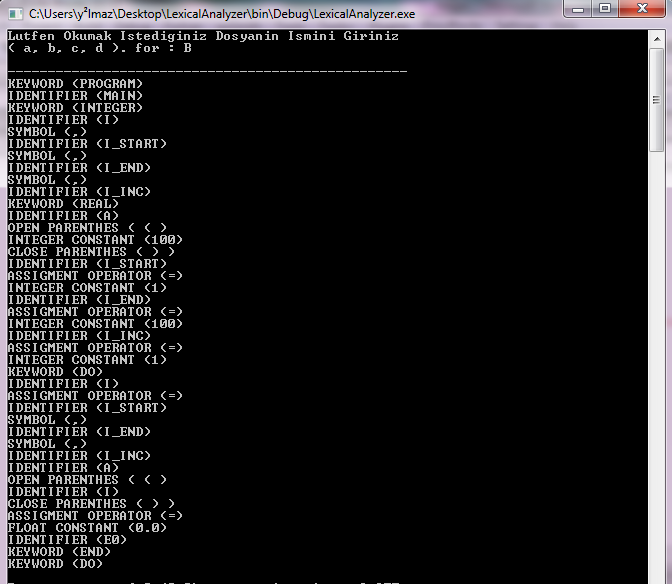 C:\Users\y²lmaz\Desktop\LexicalAnalyzer\bin\Debug\LexicalAnalyzer.exe
Lutfen Okumak Istediginiz Dosyanin Ismini Giriniz
( a, b, c, d ). for : B
--------------------------------------------------
KEYWORD (PROGRAM)
IDENTIFIER (MAIN)
KEYWORD (INTEGER)
IDENTIFIER (I)
SYMBOL (,)
IDENTIFIER (I_START)
SYMBOL (,)
IDENTIFIER (I_END)
SYMBOL (,)
IDENTIFIER (I_INC)
KEYWORD (REAL)
IDENTIFIER (A)
OPEN PARENTHES ( ( )
INTEGER CONSTANT (100)
CLOSE PARENTHES ( ) )
IDENTIFIER (I_START)
ASSIGMENT OPERATOR (=)
INTEGER CONSTANT (1)
IDENTIFIER (I_END)
ASSIGMENT OPERATOR (=)
INTEGER CONSTANT (100)
IDENTIFIER (I_INC)
ASSIGMENT OPERATOR (=)
INTEGER CONSTANT (1)
KEYWORD (DO)
IDENTIFIER (I)
ASSIGMENT OPERATOR (=)
IDENTIFIER (I_START)
SYMBOL (,)
IDENTIFIER (I_END)
SYMBOL (,)
IDENTIFIER (I_INC)
IDENTIFIER (A)
OPEN PARENTHES ( ( )
IDENTIFIER (I)
CLOSE PARENTHES ( ) )
ASSIGMENT OPERATOR (=)
FLOAT CONSTANT (0.0)
IDENTIFIER (E0)
KEYWORD (END)
KEYWORD (DO)